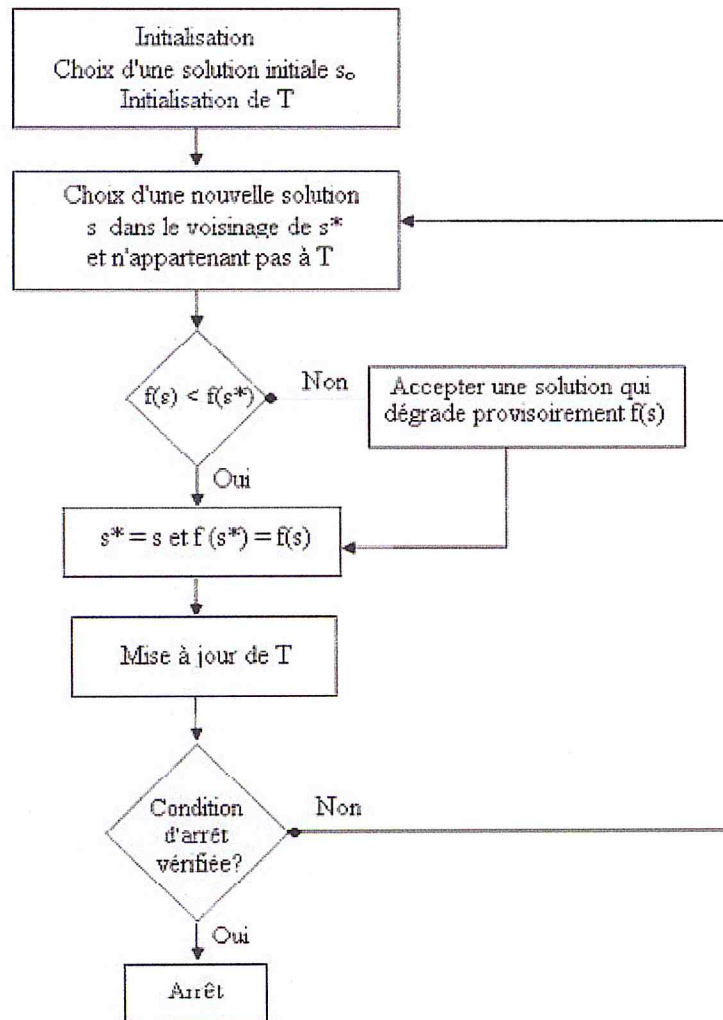 Initialisation
Choix d'une solution initiale s₀
Initialisation de T
Choix d'une nouvelle solution
s dans le voisinage de s*
et n'appartenant pas à T
f(s) < f(s*)
Non
Accepter une solution qui
dégrade provisoirement f(s)
Oui
s* = s et f (s*) = f(s)
Mise à jour de T
Condition
d'arrêt
vérifiée?
Non
Oui
Arrêt